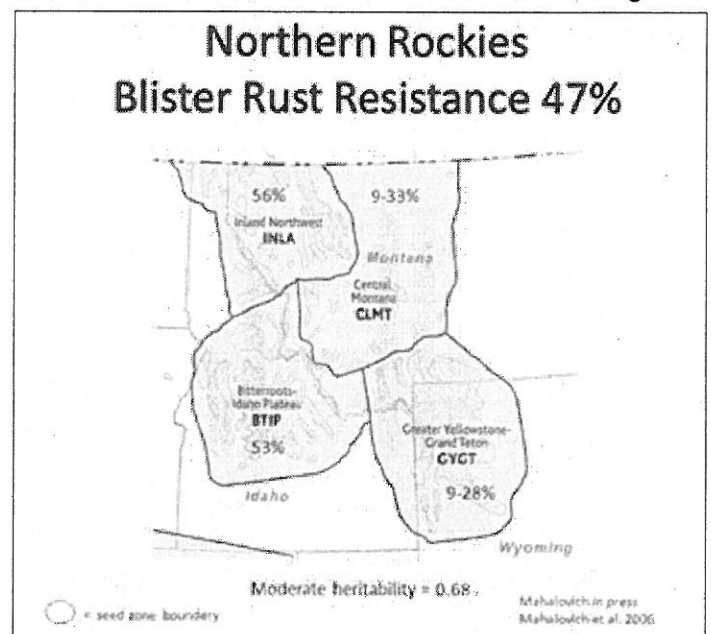 Northern Rockies
Blister Rust Resistance 47%
56%
Inland Northwest
INLA
9-33%
Montana
Central
Montana
CLMT
Bitterroots-
Idaho Plateau
BTIP
53%
Idaho
Greater Yellowstone-
Grand Teton
GYGT
9-28%
Wyoming
Moderate heritability = 0.68
= seed zone boundary
Mahalovich in press
Mahalovich et al. 2006